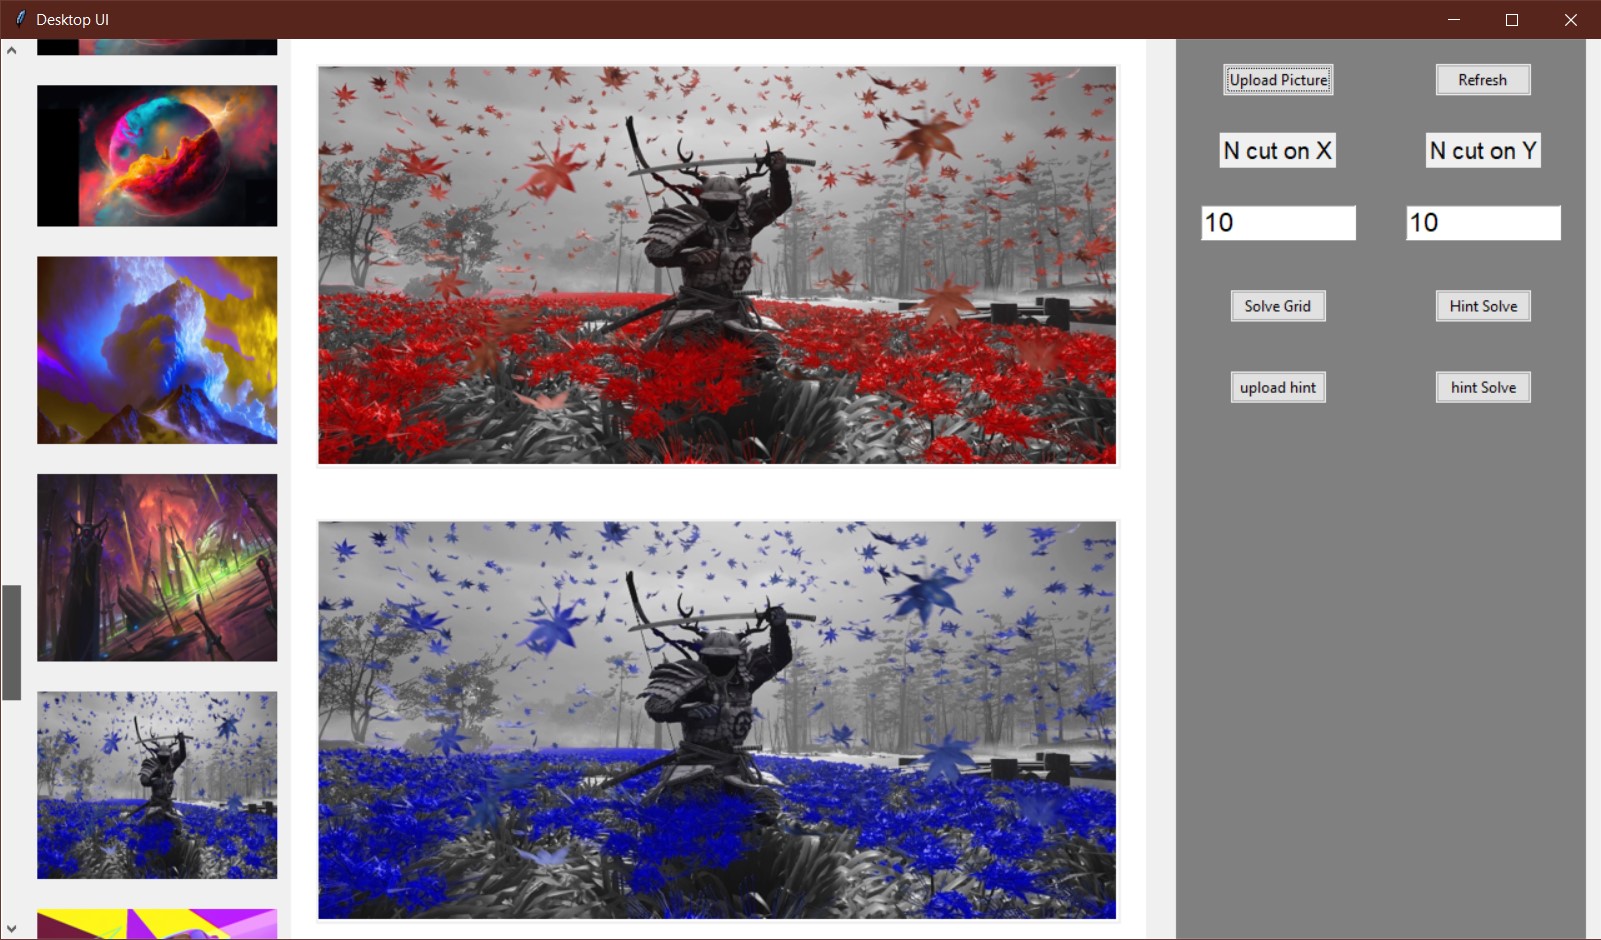 Desktop UI
Upload Picture
Refresh
N cut on X
N cut on Y
10
10
Solve Grid
Hint Solve
upload hint
hint Solve